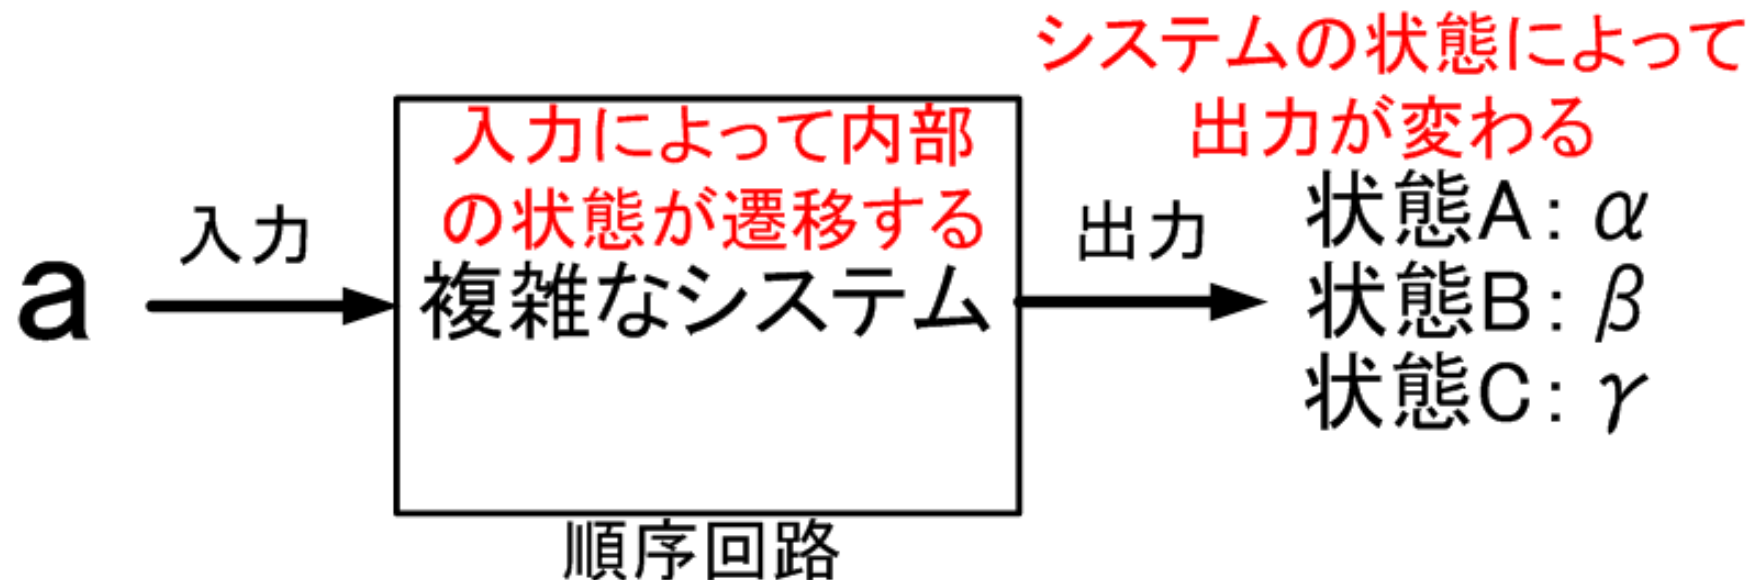 システムの状態によって
出力が変わる
入力によって内部
の状態が遷移する
複雑なシステム
a
入力
出力
状態A: α
状態B: β
状態C: γ
順序回路